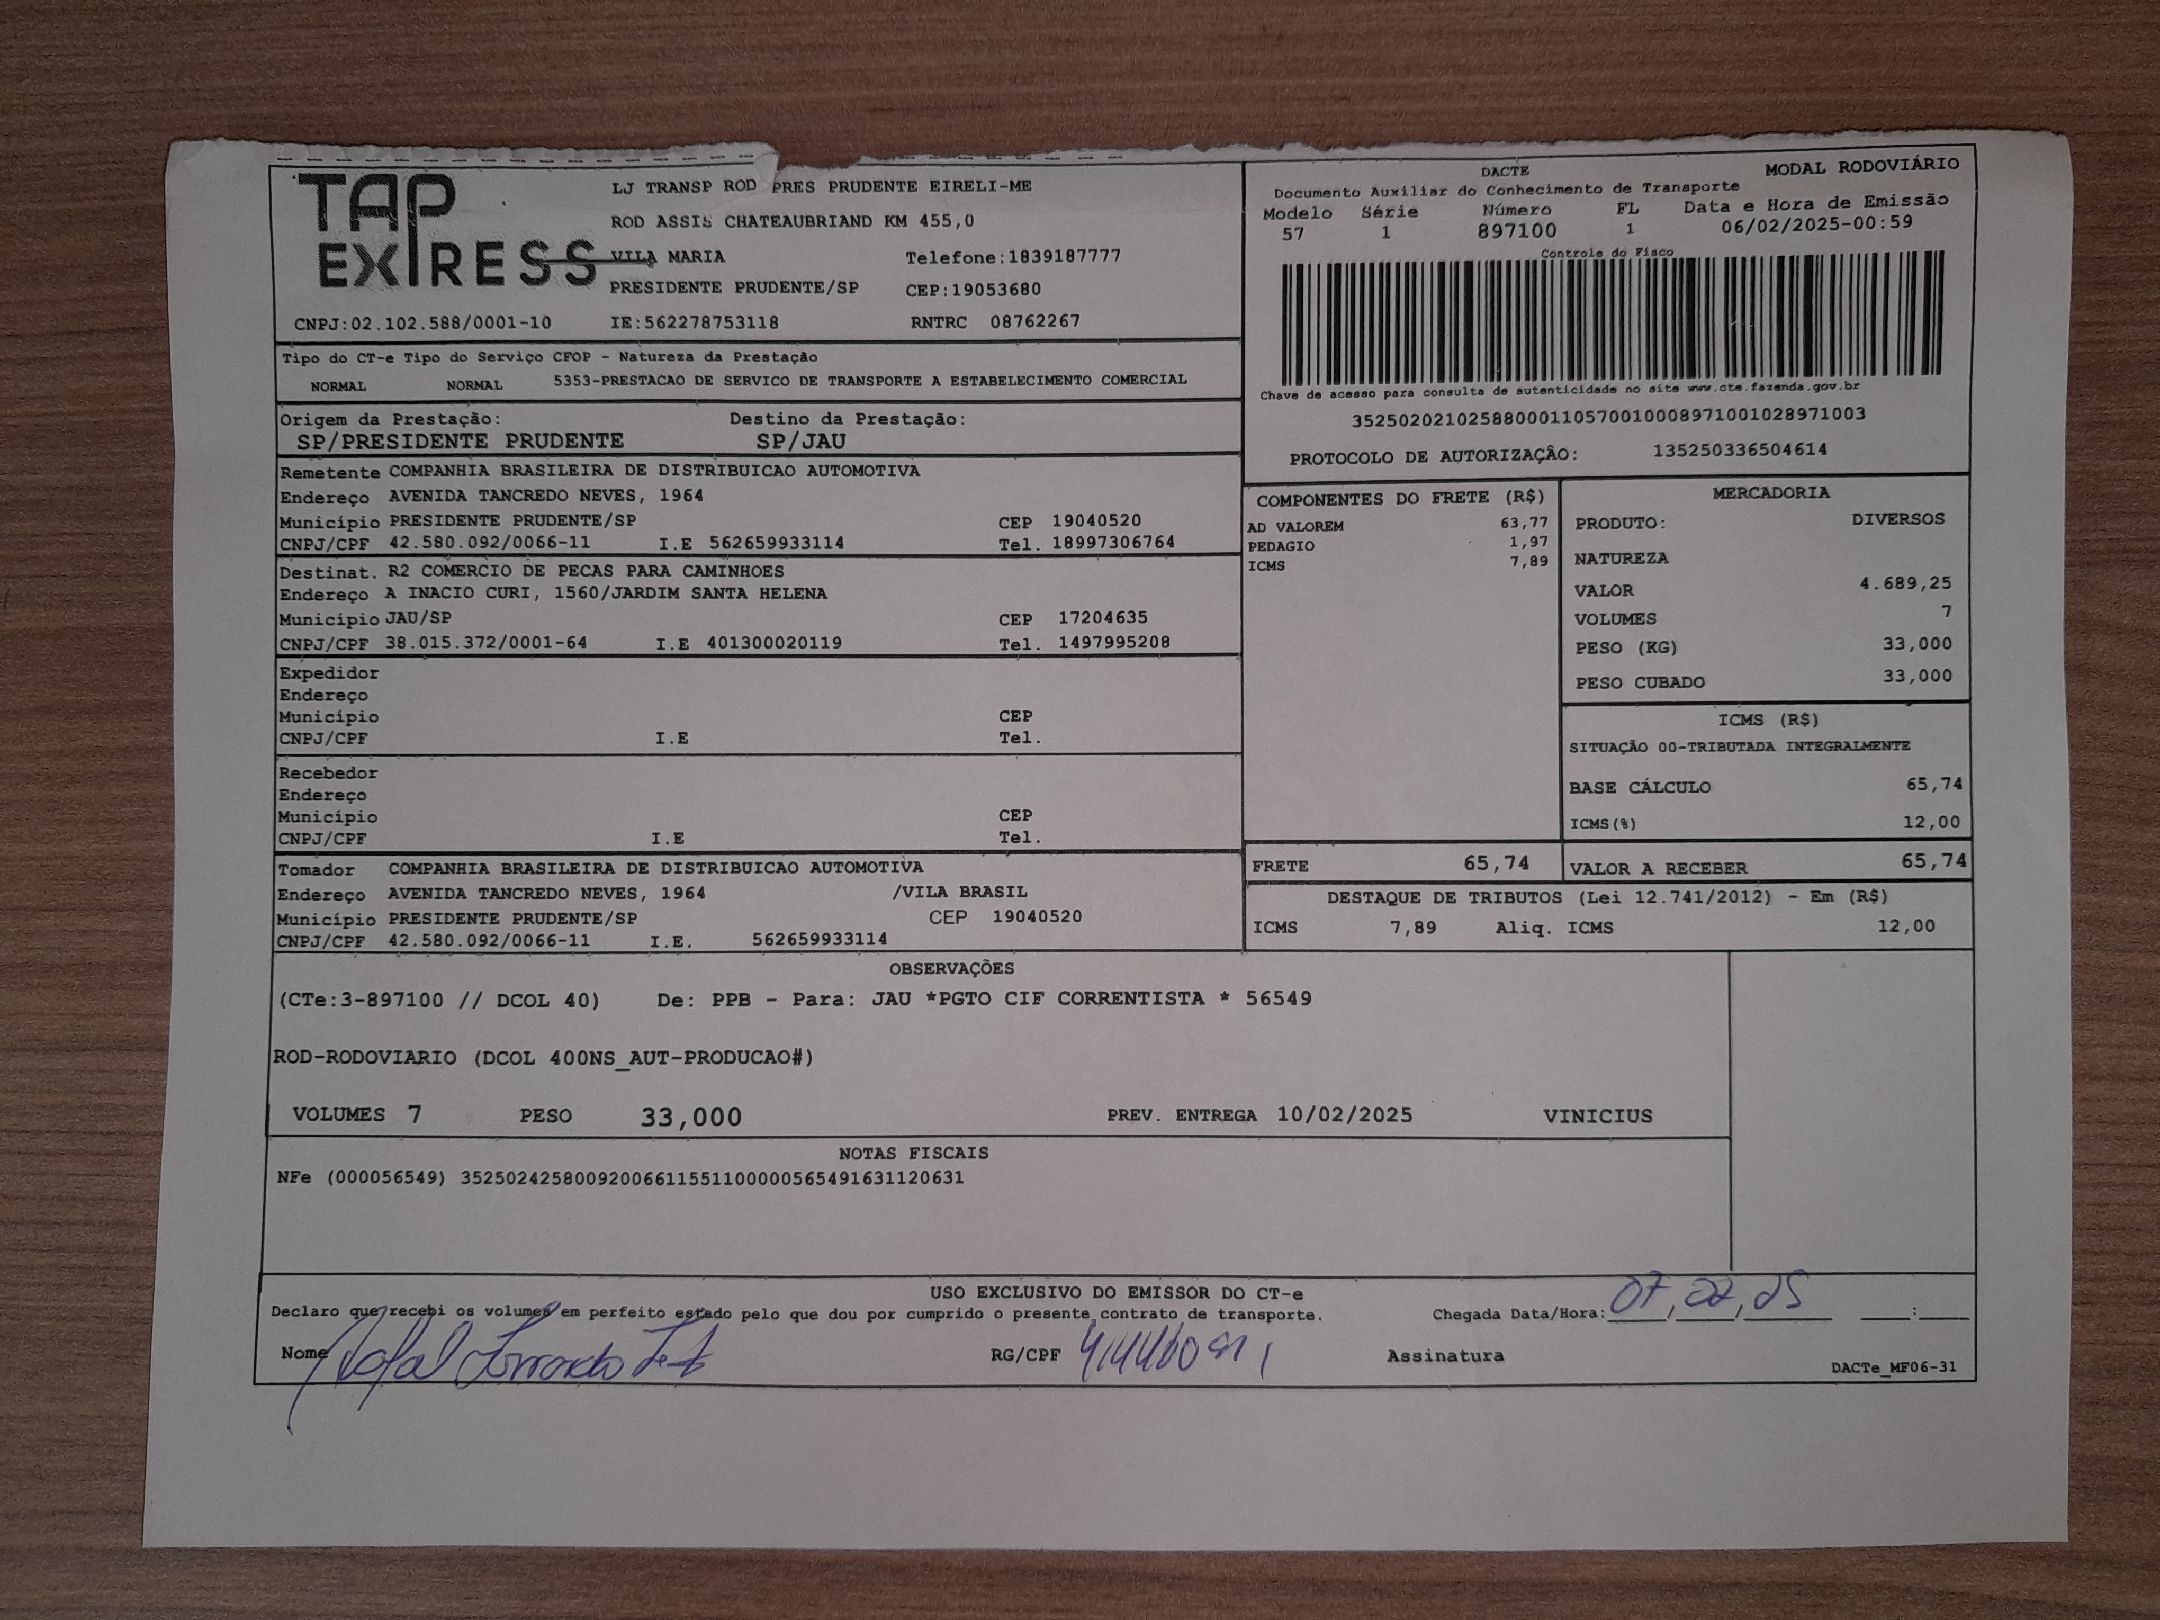 TAP
EXPRESS
LJ TRANSP ROD PRES PRUDENTE EIRELI-ME
ROD ASSIS CHATEAUBRIAND KM 455,0
VILA MARIA Telefone:1839187777
PRESIDENTE PRUDENTE/SP CEP:19053680
CNPJ:02.102.588/0001-10 IE:562278753118 RNTRC 08762267
DACTE MODAL RODOVIÁRIO
Documento Auxiliar do Conhecimento de Transporte
Modelo Série Número FL Data e Hora de Emissão
57 1 897100 1 06/02/2025-00:59
Controle do Fisco
Chave de acesso para consulta de autenticidade no site www.cte.fazenda.gov.br
35250202102588000110570010008971001028971003
PROTOCOLO DE AUTORIZAÇÃO: 135250336504614
Tipo do CT-e Tipo do Serviço CFOP - Natureza da Prestação
NORMAL NORMAL 5353-PRESTACAO DE SERVICO DE TRANSPORTE A ESTABELECIMENTO COMERCIAL
Origem da Prestação: Destino da Prestação:
SP/PRESIDENTE PRUDENTE SP/JAU
Remetente COMPANHIA BRASILEIRA DE DISTRIBUICAO AUTOMOTIVA
Endereço AVENIDA TANCREDO NEVES, 1964
Município PRESIDENTE PRUDENTE/SP CEP 19040520
CNPJ/CPF 42.580.092/0066-11 I.E 562659933114 Tel. 18997306764
Destinat. R2 COMERCIO DE PECAS PARA CAMINHOES
Endereço A INACIO CURI, 1560/JARDIM SANTA HELENA
Município JAU/SP CEP 17204635
CNPJ/CPF 38.015.372/0001-64 I.E 401300020119 Tel. 1497995208
Expedidor
Endereço
Município CEP
CNPJ/CPF I.E Tel.
Recebedor
Endereço
Município CEP
CNPJ/CPF I.E Tel.
Tomador COMPANHIA BRASILEIRA DE DISTRIBUICAO AUTOMOTIVA
Endereço AVENIDA TANCREDO NEVES, 1964 /VILA BRASIL
Município PRESIDENTE PRUDENTE/SP CEP 19040520
CNPJ/CPF 42.580.092/0066-11 I.E. 562659933114
COMPONENTES DO FRETE (R$)
AD VALOREM 63,77
PEDAGIO 1,97
ICMS 7,89
MERCADORIA
PRODUTO: DIVERSOS
NATUREZA
VALOR 4.689,25
VOLUMES 7
PESO (KG) 33,000
PESO CUBADO 33,000
ICMS (R$)
SITUAÇÃO 00-TRIBUTADA INTEGRALMENTE
BASE CÁLCULO 65,74
ICMS(%) 12,00
FRETE 65,74 VALOR A RECEBER 65,74
DESTAQUE DE TRIBUTOS (Lei 12.741/2012) - Em (R$)
ICMS 7,89 Aliq. ICMS 12,00
OBSERVAÇÕES
(CTe:3-897100 // DCOL 40) De: PPB - Para: JAU *PGTO CIF CORRENTISTA * 56549
ROD-RODOVIARIO (DCOL 400NS_AUT-PRODUCAO#)
VOLUMES 7 PESO 33,000 PREV. ENTREGA 10/02/2025 VINICIUS
NOTAS FISCAIS
NFe (000056549) 35250242580092006611551100000565491631120631
USO EXCLUSIVO DO EMISSOR DO CT-e
Declaro que recebi os volumes em perfeito estado pelo que dou por cumprido o presente contrato de transporte. Chegada Data/Hora: 07/02/25 :
Nome RG/CPF Assinatura
DACTe_MF06-31